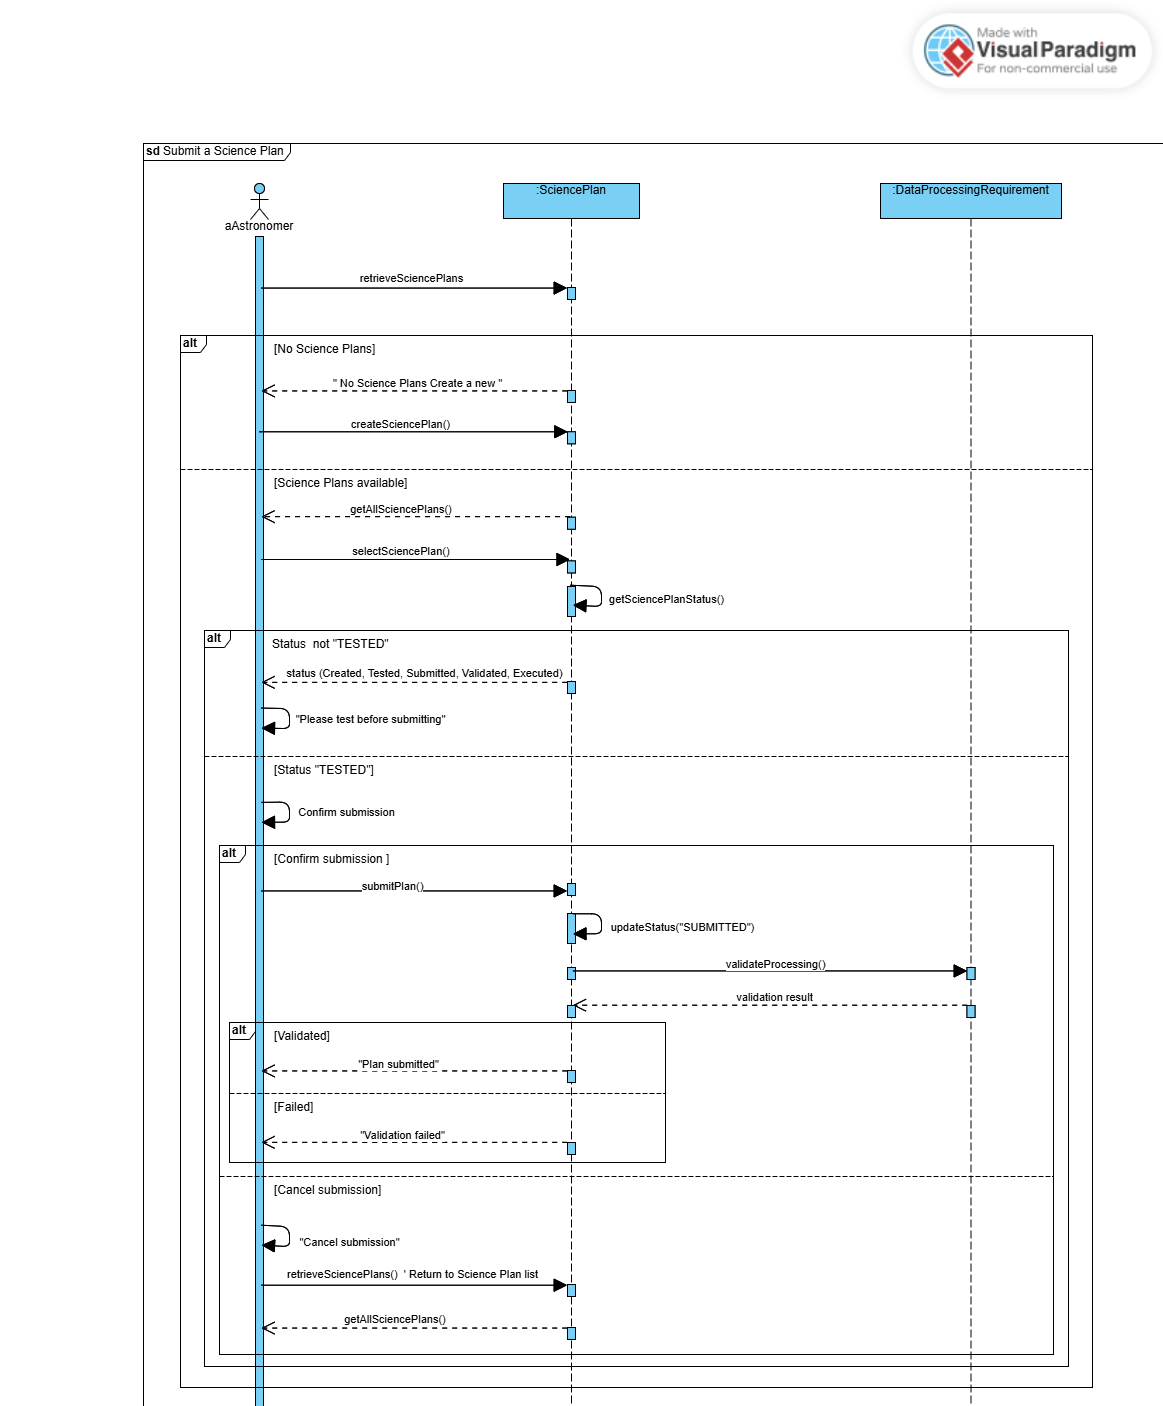 Made with
Visual Paradigm
For non-commercial use
sd Submit a Science Plan
:SciencePlan
:DataProcessingRequirement
aAstronomer
retrieveSciencePlans
alt
[No Science Plans]
" No Science Plans Create a new "
createSciencePlan()
[Science Plans available]
getAllSciencePlans()
selectSciencePlan()
getSciencePlanStatus()
alt
Status  not "TESTED"
status (Created, Tested, Submitted, Validated, Executed)
"Please test before submitting"
[Status "TESTED"]
Confirm submission
alt
[Confirm submission ]
submitPlan()
updateStatus("SUBMITTED")
validateProcessing()
validation result
alt
[Validated]
"Plan submitted"
[Failed]
"Validation failed"
[Cancel submission]
"Cancel submission"
retrieveSciencePlans()  ' Return to Science Plan list
getAllSciencePlans()